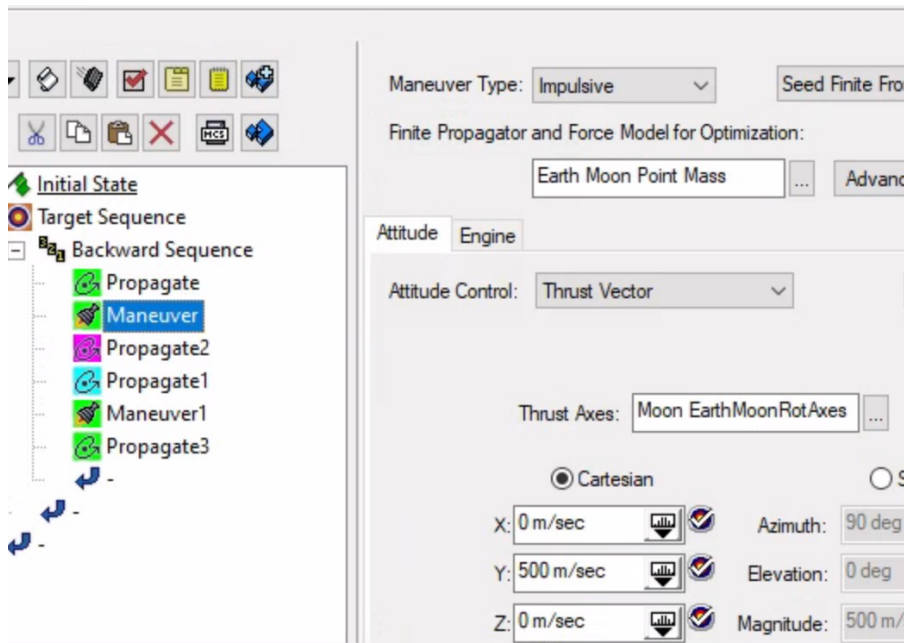 Maneuver Type: Impulsive Seed Finite Fro
Finite Propagator and Force Model for Optimization:
Earth Moon Point Mass ... Advanc
MCS
Initial State
Target Sequence
Backward Sequence
Propagate
Maneuver
Propagate2
Propagate1
Maneuver1
Propagate3
-
-
-
Attitude Engine
Attitude Control: Thrust Vector
Thrust Axes: Moon EarthMoonRotAxes ...
Cartesian S
X: 0 m/sec Azimuth: 90 deg
Y: 500 m/sec Elevation: 0 deg
Z: 0 m/sec Magnitude: 500 m/